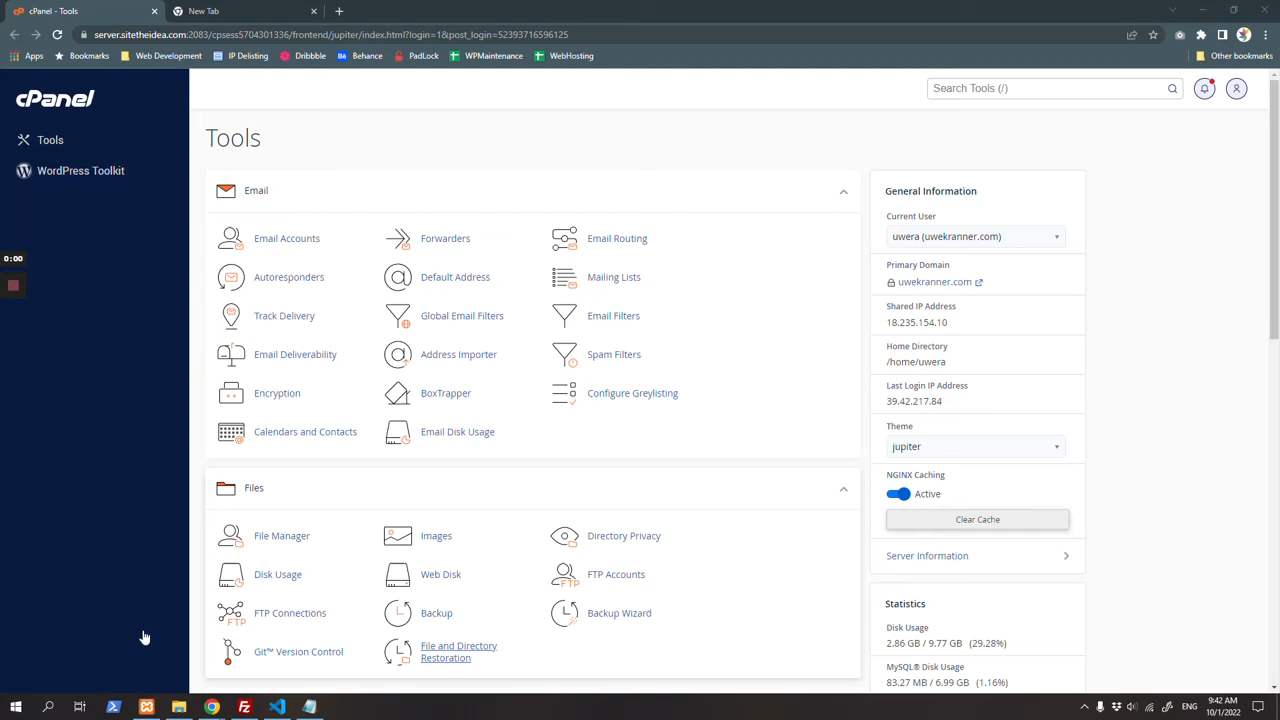 cPanel - Tools
New Tab
server.sitetheidea.com:2083/cpsess5704301336/frontend/jupiter/index.html?login=1&post_login=52393716596125
Apps
Bookmarks
Web Development
IP Delisting
Dribbble
Bē
Behance
PadLock
WPMaintenance
WebHosting
Other bookmarks
cPanel
Tools
WordPress Toolkit
0:00
Search Tools (/)
Tools
Email
Email Accounts
Forwarders
Email Routing
Autoresponders
Default Address
Mailing Lists
Track Delivery
Global Email Filters
Email Filters
Email Deliverability
Address Importer
Spam Filters
Encryption
BoxTrapper
Configure Greylisting
Calendars and Contacts
Email Disk Usage
Files
File Manager
Images
Directory Privacy
Disk Usage
Web Disk
FTP
FTP Accounts
FTP
FTP Connections
Backup
Backup Wizard
Git™ Version Control
File and Directory
Restoration
General Information
Current User
uwera (uwekranner.com)
Primary Domain
uwekranner.com
Shared IP Address
18.235.154.10
Home Directory
/home/uwera
Last Login IP Address
39.42.217.84
Theme
jupiter
NGINX Caching
Active
Clear Cache
Server Information
Statistics
Disk Usage
2.86 GB / 9.77 GB (29.28%)
MySQL® Disk Usage
83.27 MB / 6.99 GB (1.16%)
ENG
9:42 AM
10/1/2022